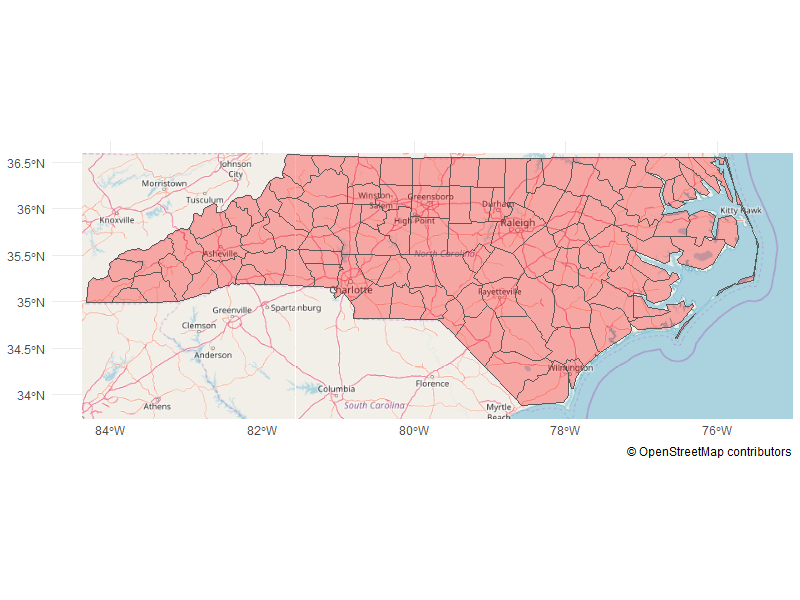 36.5°N
36°N
35.5°N
35°N
34.5°N
34°N
Johnson
City
Morristown
Tusculum
Knoxville
Winston-
Salem
Greensboro
High Point
Durham
Raleigh
Kitty Hawk
Asheville
North Carolina
Charlotte
Fayetteville
Greenville
Spartanburg
Clemson
Anderson
Wilmington
Columbia
Florence
Athens
South Carolina
Myrtle
Beach
84°W
82°W
80°W
78°W
76°W
© OpenStreetMap contributors